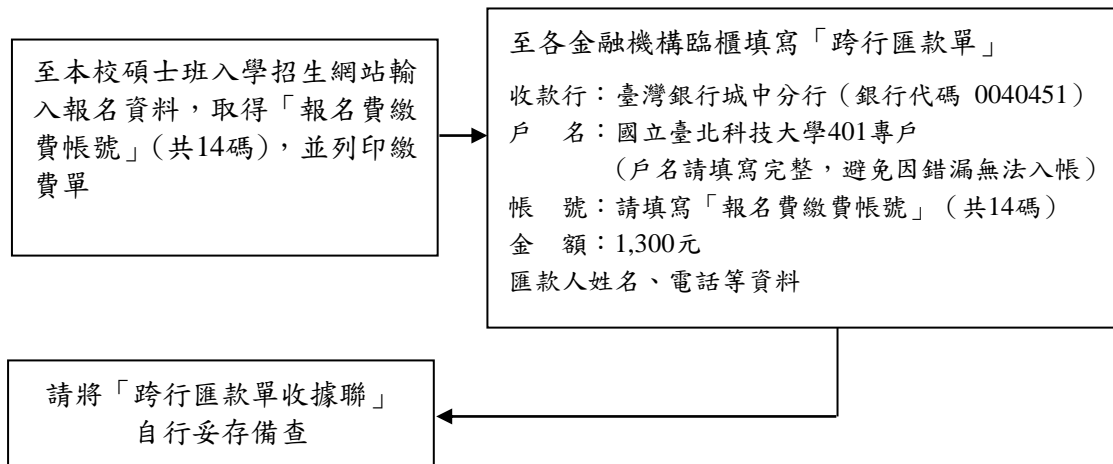 至本校碩士班入學招生網站輸
入報名資料，取得「報名費繳
費帳號」（共14碼），並列印繳
費單
至各金融機構臨櫃填寫「跨行匯款單」
收款行：臺灣銀行城中分行（銀行代碼 0040451）
戶　名：國立臺北科技大學401專戶
（戶名請填寫完整，避免因錯漏無法入帳）
帳　號：請填寫「報名費繳費帳號」（共14碼）
金　額：1,300元
匯款人姓名、電話等資料
請將「跨行匯款單收據聯」
自行妥存備查